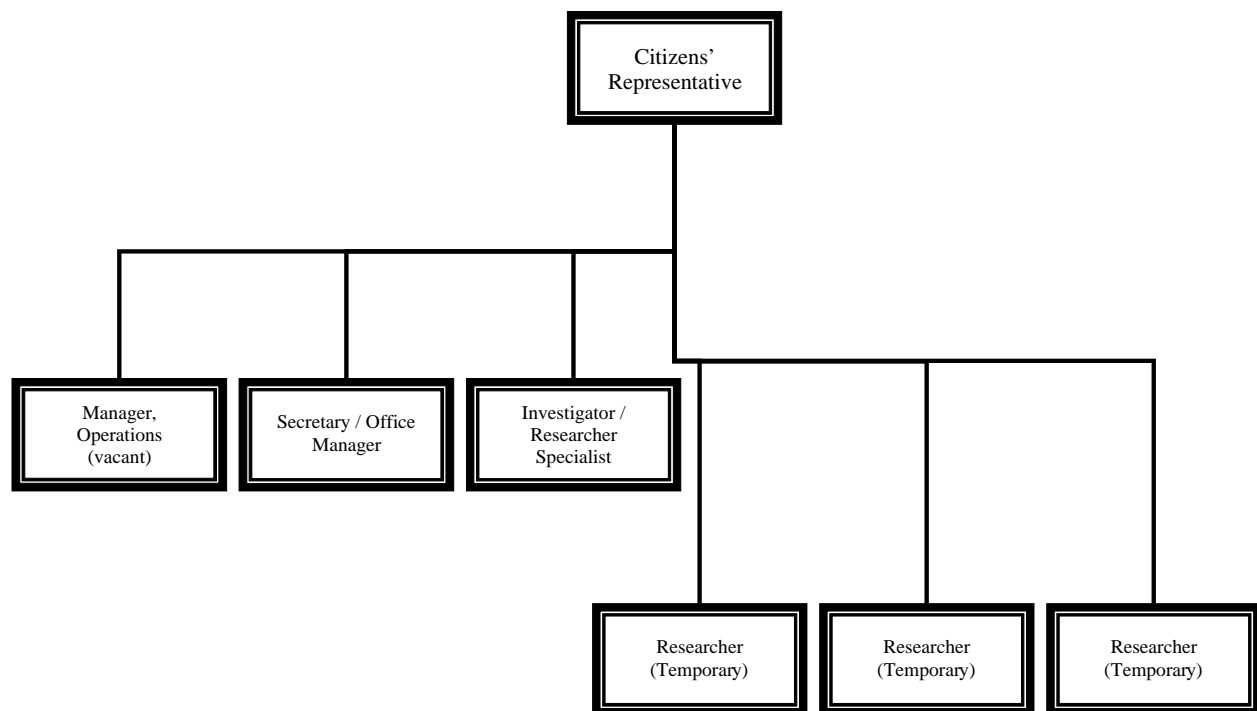 Citizens’
Representative
Manager,
Operations
(vacant)
Secretary / Office
Manager
Investigator /
Researcher
Specialist
Researcher
(Temporary)
Researcher
(Temporary)
Researcher
(Temporary)